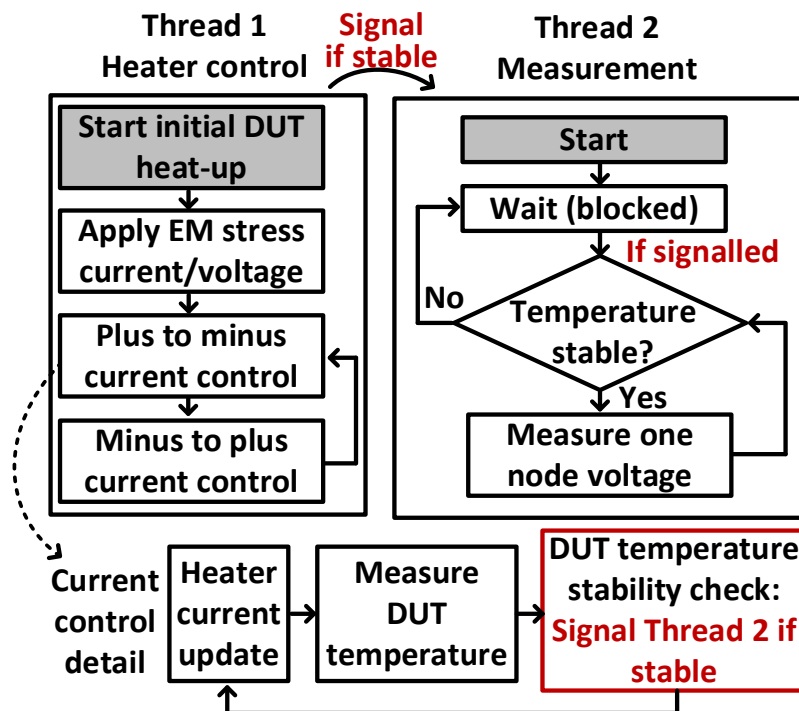 Thread 1
Heater control
Signal
if stable
Thread 2
Measurement
Start initial DUT
heat-up
Apply EM stress
current/voltage
Plus to minus
current control
Minus to plus
current control
Start
Wait (blocked)
If signalled
No
Temperature
stable?
Yes
Measure one
node voltage
Current
control
detail
Heater
current
update
Measure
DUT
temperature
DUT temperature
stability check:
Signal Thread 2 if
stable